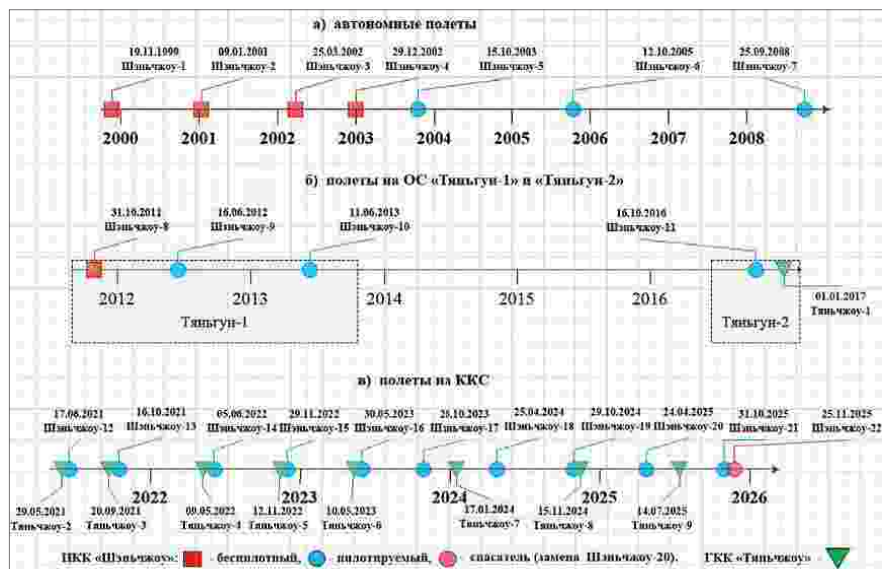 а) автономные полеты
19.11.1999 09.01.2001 25.03.2002 29.12.2002 15.10.2003 12.10.2005 25.09.2008
Шэньчжоу-1 Шэньчжоу-2 Шэньчжоу-3 Шэньчжоу-4 Шэньчжоу-5 Шэньчжоу-6 Шэньчжоу-7
2000 2001 2002 2003 2004 2005 2006 2007 2008
б) полеты на ОС «Тяньгун-1» и «Тяньгун-2»
31.10.2011 16.06.2012 11.06.2013 16.10.2016
Шэньчжоу-8 Шэньчжоу-9 Шэньчжоу-10 Шэньчжоу-11
2012 2013 2014 2015 2016
01.01.2017
Тяньгун-1 Тяньгун-2 Тяньчжоу-1
в) полеты на ККС
17.06.2021 16.10.2021 05.06.2022 29.11.2022 30.05.2023 26.10.2023 25.04.2024 29.10.2024 24.04.2025 31.10.2025 25.11.2025
Шэньчжоу-12 Шэньчжоу-13 Шэньчжоу-14 Шэньчжоу-15 Шэньчжоу-16 Шэньчжоу-17 Шэньчжоу-18 Шэньчжоу-19 Шэньчжоу-20 Шэньчжоу-21 Шэньчжоу-22
2022 2023 2024 2025 2026
29.05.2021 20.09.2021 09.05.2022 12.11.2022 10.05.2023 17.01.2024 15.11.2024 14.07.2025
Тяньчжоу-2 Тяньчжоу-3 Тяньчжоу-4 Тяньчжоу-5 Тяньчжоу-6 Тяньчжоу-7 Тяньчжоу-8 Тяньчжоу-9
ПКК «Шэньчжоу»: - беспилотный, - пилотируемый, - спасатель (замена Шэньчжоу-20). ГКК «Тяньчжоу» -